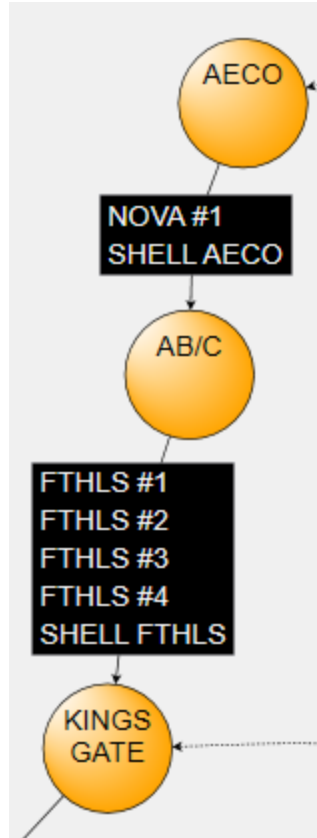 AECO
NOVA #1
SHELL AECO
AB/C
FTHLS #1
FTHLS #2
FTHLS #3
FTHLS #4
SHELL FTHLS
KINGS
GATE